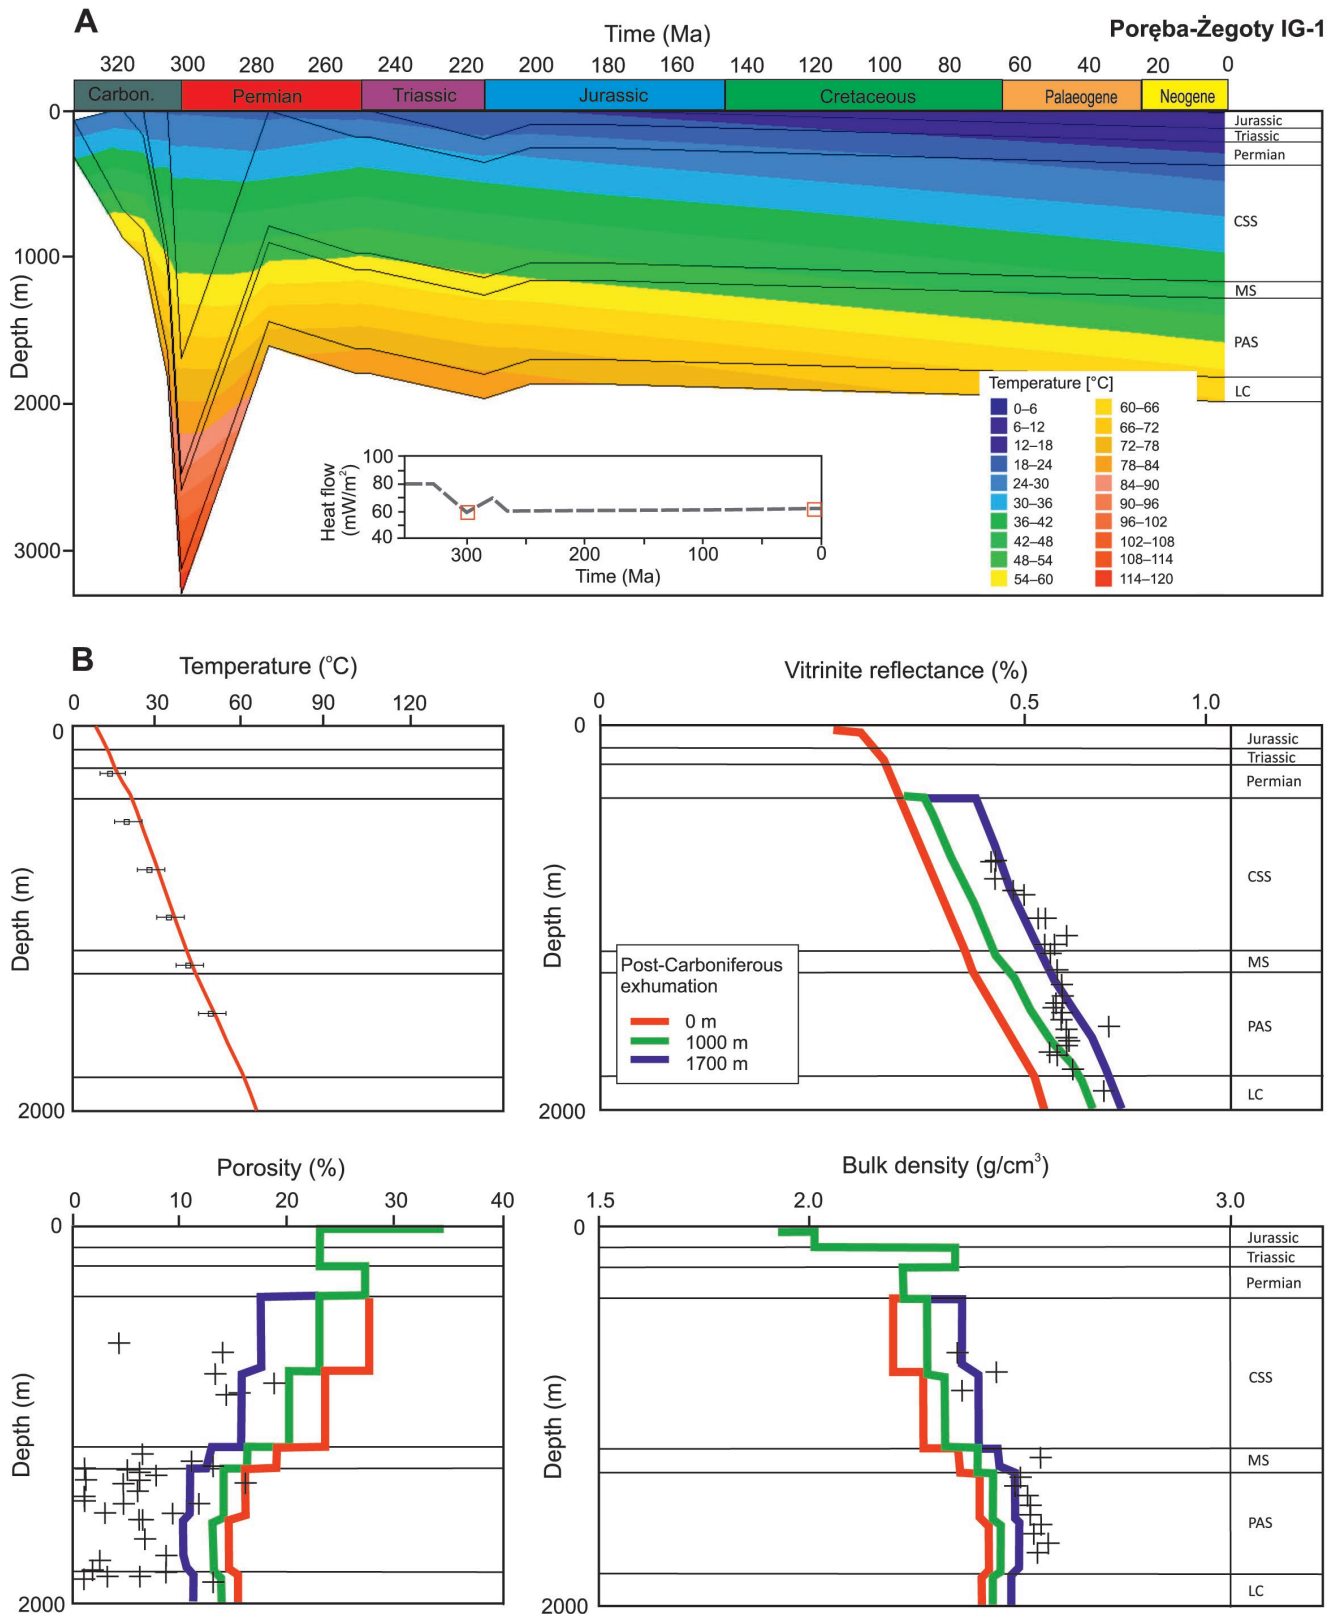 A
Time (Ma)
Poręba-Żegoty IG-1
320 300 280 260 240 220 200 180 160 140 120 100 80 60 40 20 0
Carbon. Permian Triassic Jurassic Cretaceous Palaeogene Neogene
0
1000
2000
3000
Depth (m)
Jurassic
Triassic
Permian
CSS
MS
PAS
LC
Temperature [°C]
0–6 60–66
6–12 66–72
12–18 72–78
18–24 78–84
24-30 84–90
30–36 90–96
36–42 96–102
42–48 102–108
48–54 108–114
54–60 114–120
Heat flow
(mW/m²)
100
80
60
40
300 200 100 0
Time (Ma)
B
Temperature (°C)
0 30 60 90 120
0
2000
Depth (m)
Vitrinite reflectance (%)
0 0.5 1.0
0
2000
Depth (m)
Jurassic
Triassic
Permian
CSS
MS
PAS
LC
Post-Carboniferous
exhumation
0 m
1000 m
1700 m
Porosity (%)
0 10 20 30 40
0
2000
Depth (m)
Bulk density (g/cm³)
1.5 2.0 3.0
0
2000
Depth (m)
Jurassic
Triassic
Permian
CSS
MS
PAS
LC